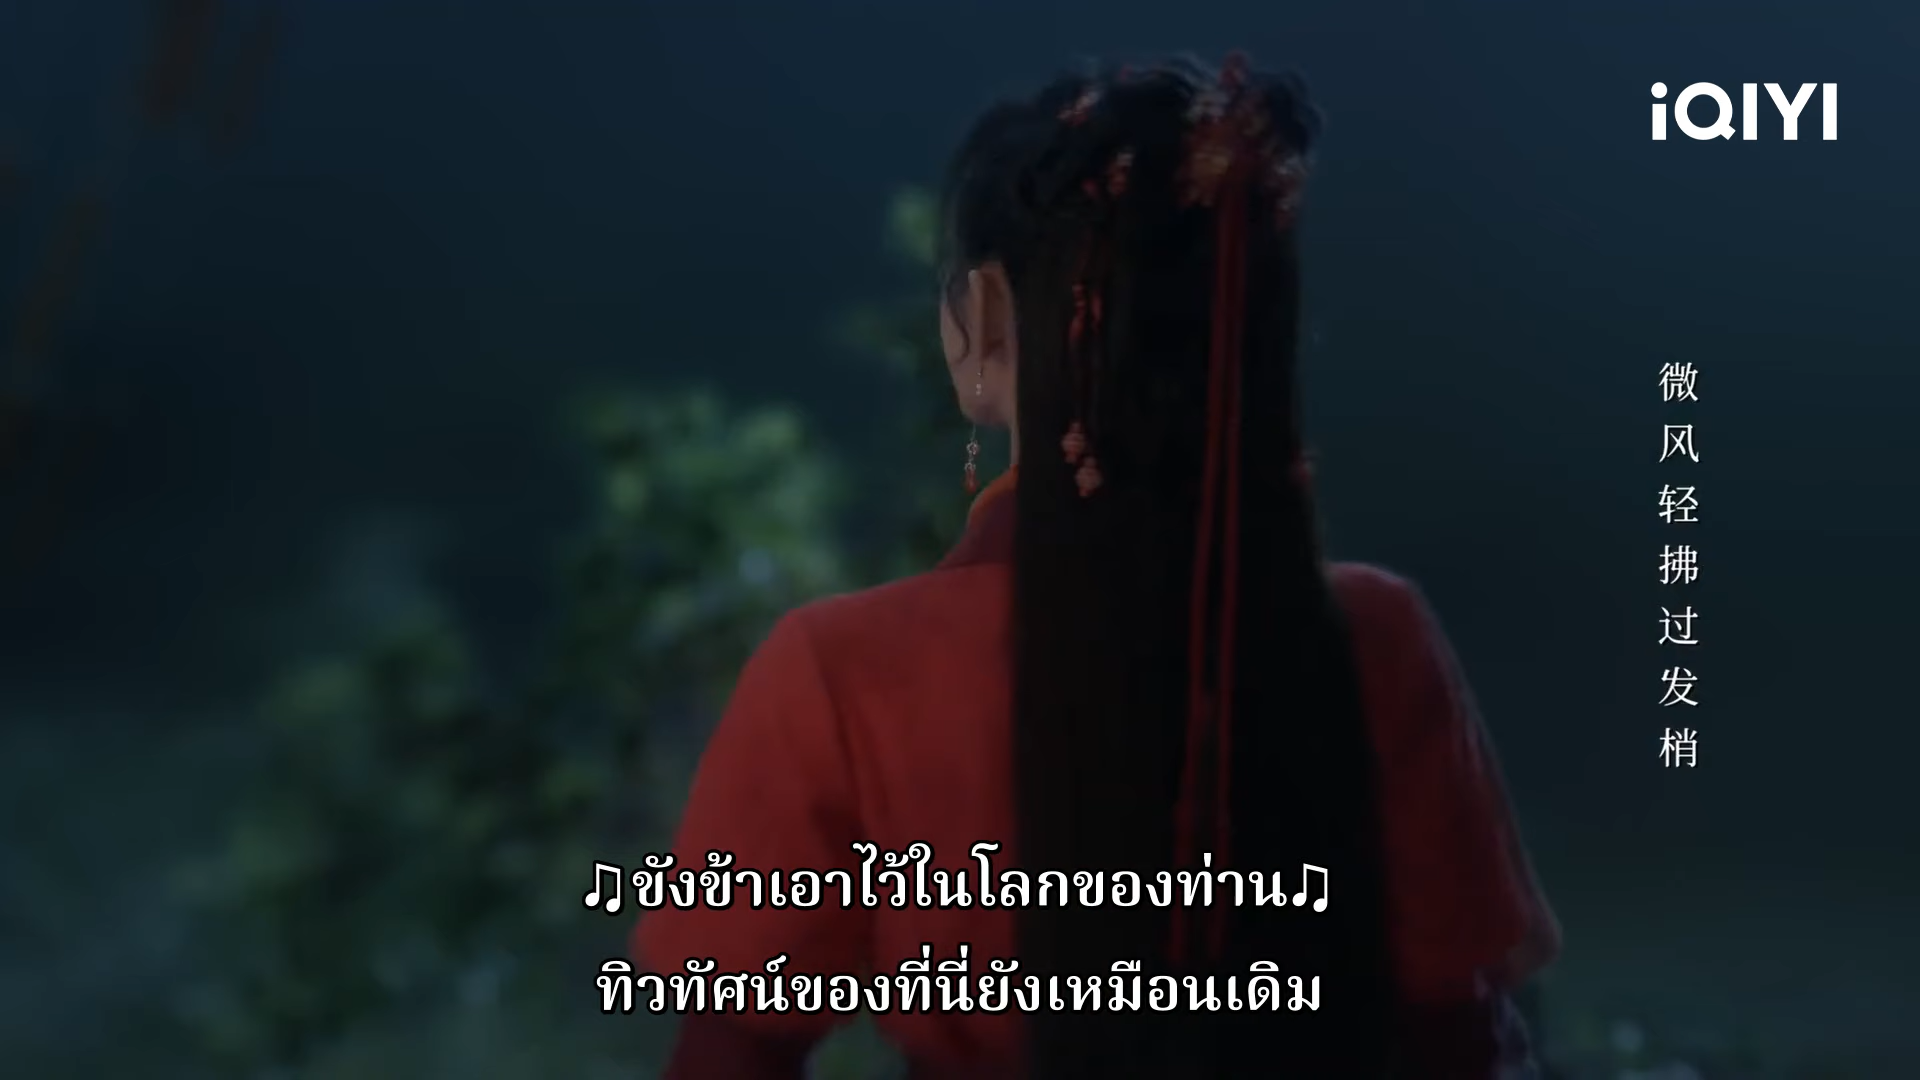 iQIYI
微风轻拂过发梢
♫ขังข้าเอาไว้ในโลกของท่าน♫
ทิวทัศน์ของที่นี่ยังเหมือนเดิม